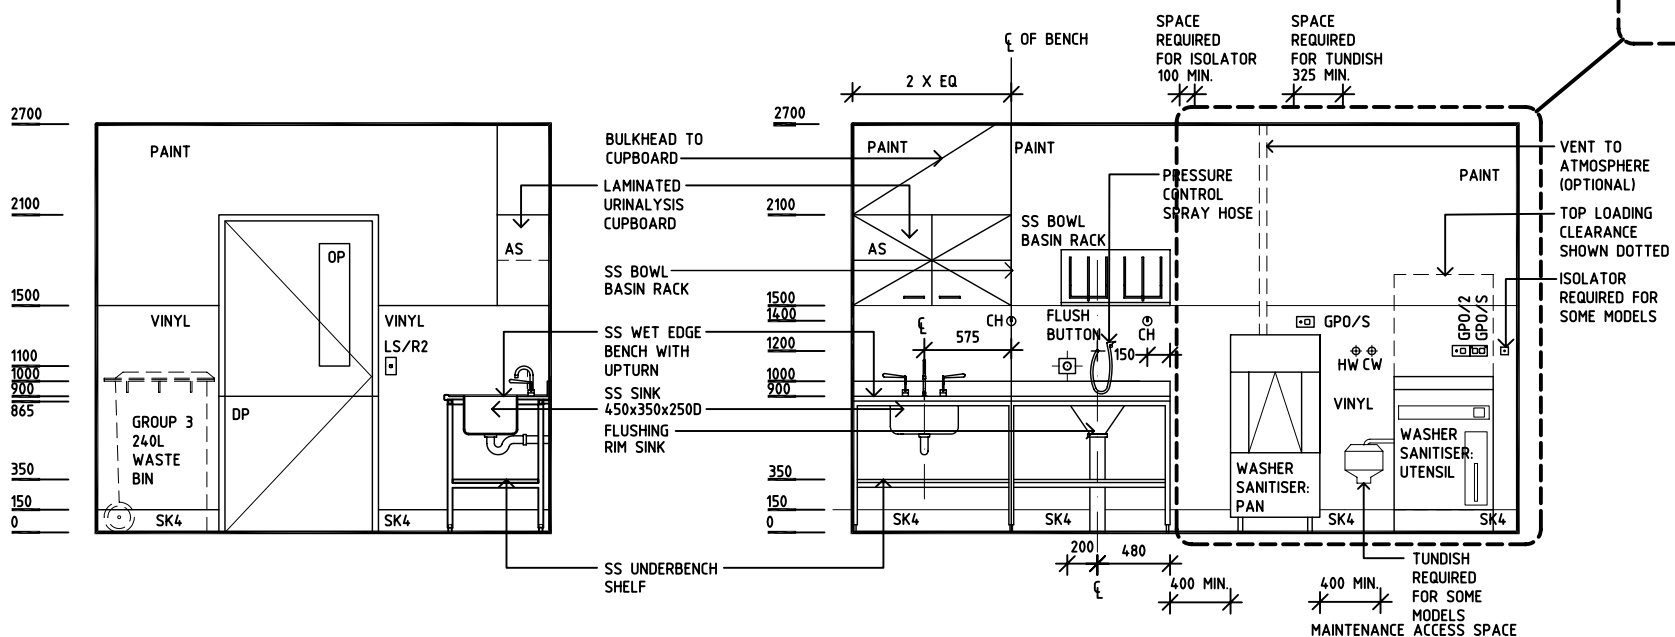 2700
2100
1500
1100
1000
900
865
350
150
0
PAINT
AS
OP
VINYL
VINYL
LS/R2
DP
GROUP 3
240L
WASTE
BIN
SK4
SK4
BULKHEAD TO
CUPBOARD
LAMINATED
URINALYSIS
CUPBOARD
SS BOWL
BASIN RACK
SS WET EDGE
BENCH WITH
UPTURN
SS SINK
450x350x250D
FLUSHING
RIM SINK
SS UNDERBENCH
SHELF
2700
2100
1500
1400
1200
1000
900
350
150
0
2 X EQ
℄ OF BENCH
SPACE
REQUIRED
FOR ISOLATOR
100 MIN.
SPACE
REQUIRED
FOR TUNDISH
325 MIN.
PAINT
PAINT
PRESSURE
CONTROL
SPRAY HOSE
PAINT
AS
SS BOWL
BASIN RACK
℄
575
CH
FLUSH
BUTTON
CH
150
GPO/S
HW CW
GPO/2
GPO/S
VINYL
WASHER
SANITISER:
PAN
WASHER
SANITISER:
UTENSIL
SK4
SK4
SK4
SK4
200
480
℄
400 MIN.
400 MIN.
VENT TO
ATMOSPHERE
(OPTIONAL)
TOP LOADING
CLEARANCE
SHOWN DOTTED
ISOLATOR
REQUIRED FOR
SOME MODELS
TUNDISH
REQUIRED
FOR SOME
MODELS
MAINTENANCE ACCESS SPACE